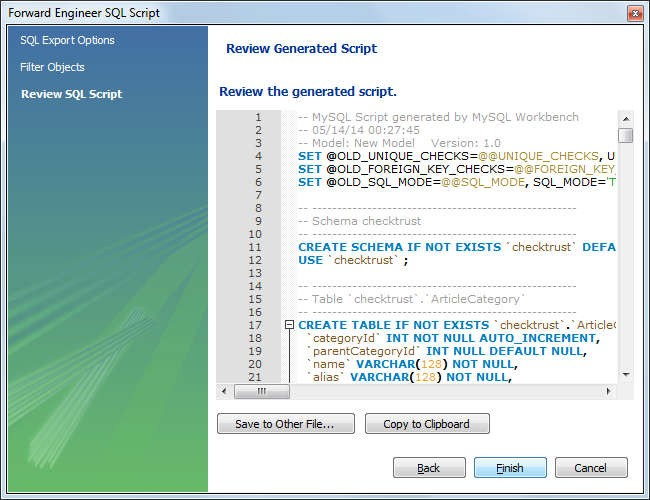 Forward Engineer SQL Script
SQL Export Options
Filter Objects
Review SQL Script
Review Generated Script
Review the generated script.
1 -- MySQL Script generated by MySQL Workbench
2 -- 05/14/14 00:27:45
3 -- Model: New Model    Version: 1.0
4 SET @OLD_UNIQUE_CHECKS=@@UNIQUE_CHECKS, U
5 SET @OLD_FOREIGN_KEY_CHECKS=@@FOREIGN_KEY_
6 SET @OLD_SQL_MODE=@@SQL_MODE, SQL_MODE='T
7
8 -- -----------------------------------------------------
9 -- Schema checktrust
10 -- -----------------------------------------------------
11 CREATE SCHEMA IF NOT EXISTS `checktrust` DEFA
12 USE `checktrust` ;
13
14 -- -----------------------------------------------------
15 -- Table `checktrust`.`ArticleCategory`
16 -- -----------------------------------------------------
17 CREATE TABLE IF NOT EXISTS `checktrust`.`ArticleC
18 `categoryId` INT NOT NULL AUTO_INCREMENT,
19 `parentCategoryId` INT NULL DEFAULT NULL,
20 `name` VARCHAR(128) NOT NULL,
21 `alias` VARCHAR(128) NOT NULL,
Save to Other File...
Copy to Clipboard
Back
Finish
Cancel